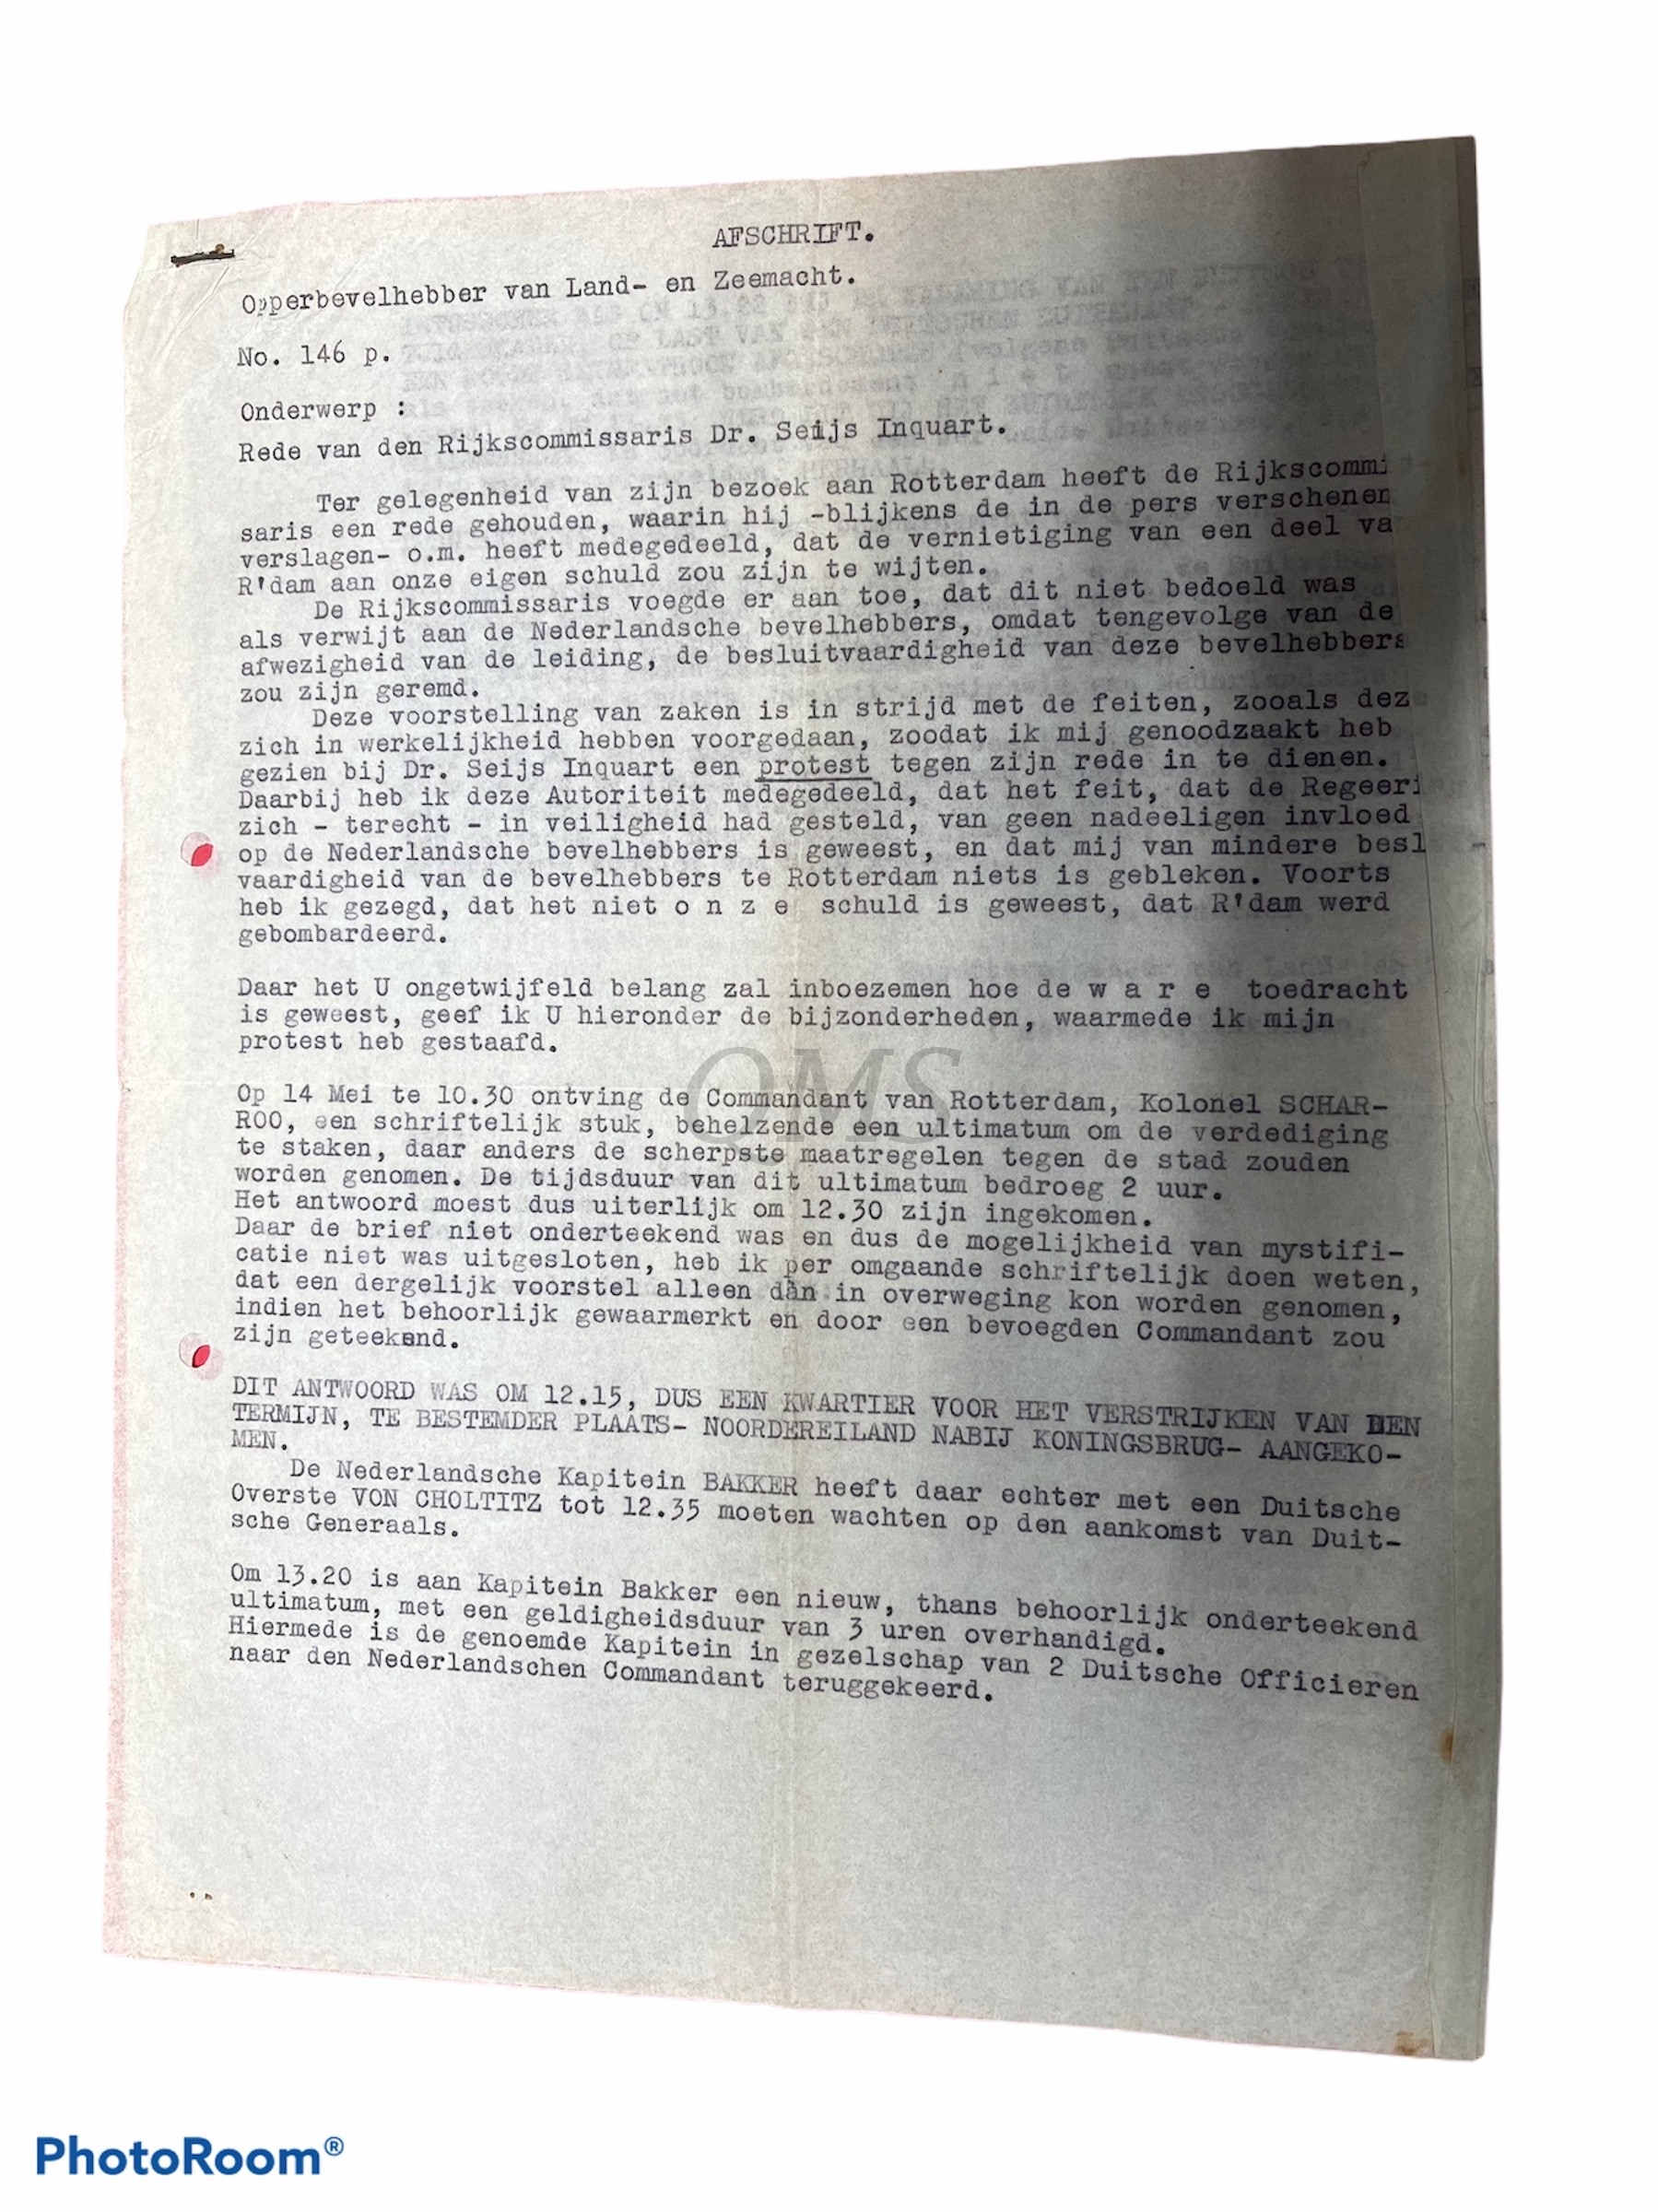 AFSCHRIFT.
Opperbevelhebber van Land- en Zeemacht.
No. 146 p.
Onderwerp :
Rede van den Rijkscommissaris Dr. Seijs Inquart.
Ter gelegenheid van zijn bezoek aan Rotterdam heeft de Rijkscommi
saris een rede gehouden, waarin hij -blijkens de in de pers verschenen
verslagen- o.m. heeft medegedeeld, dat de vernietiging van een deel va
R'dam aan onze eigen schuld zou zijn te wijten.
De Rijkscommissaris voegde er aan toe, dat dit niet bedoeld was
als verwijt aan de Nederlandsche bevelhebbers, omdat tengevolge van de
afwezigheid van de leiding, de besluitvaardigheid van deze bevelhebbers
zou zijn geremd.
Deze voorstelling van zaken is in strijd met de feiten, zooals dez
zich in werkelijkheid hebben voorgedaan, zoodat ik mij genoodzaakt heb
gezien bij Dr. Seijs Inquart een protest tegen zijn rede in te dienen.
Daarbij heb ik deze Autoriteit medegedeeld, dat het feit, dat de Regeeri
zich - terecht - in veiligheid had gesteld, van geen nadeeligen invloed
op de Nederlandsche bevelhebbers is geweest, en dat mij van mindere besl
vaardigheid van de bevelhebbers te Rotterdam niets is gebleken. Voorts
heb ik gezegd, dat het niet o n z e schuld is geweest, dat R'dam werd
gebombardeerd.
Daar het U ongetwijfeld belang zal inboezemen hoe de w a r e toedracht
is geweest, geef ik U hieronder de bijzonderheden, waarmede ik mijn
protest heb gestaafd.
Op 14 Mei te 10.30 ontving de Commandant van Rotterdam, Kolonel SCHAR-
ROO, een schriftelijk stuk, behelzende een ultimatum om de verdediging
te staken, daar anders de scherpste maatregelen tegen de stad zouden
worden genomen. De tijdsduur van dit ultimatum bedroeg 2 uur.
Het antwoord moest dus uiterlijk om 12.30 zijn ingekomen.
Daar de brief niet onderteekend was en dus de mogelijkheid van mystifi-
catie niet was uitgesloten, heb ik per omgaande schriftelijk doen weten,
dat een dergelijk voorstel alleen dàn in overweging kon worden genomen,
indien het behoorlijk gewaarmerkt en door een bevoegden Commandant zou
zijn geteekend.
DIT ANTWOORD WAS OM 12.15, DUS EEN KWARTIER VOOR HET VERSTRIJKEN VAN DEN
TERMIJN, TE BESTEMDER PLAATS- NOORDEREILAND NABIJ KONINGSBRUG- AANGEKO-
MEN.
De Nederlandsche Kapitein BAKKER heeft daar echter met een Duitsche
Overste VON CHOLTITZ tot 12.35 moeten wachten op den aankomst van Duit-
sche Generaals.
Om 13.20 is aan Kapitein Bakker een nieuw, thans behoorlijk onderteekend
ultimatum, met een geldigheidsduur van 3 uren overhandigd.
Hiermede is de genoemde Kapitein in gezelschap van 2 Duitsche Officieren
naar den Nederlandschen Commandant teruggekeerd.
QMS
PhotoRoom®